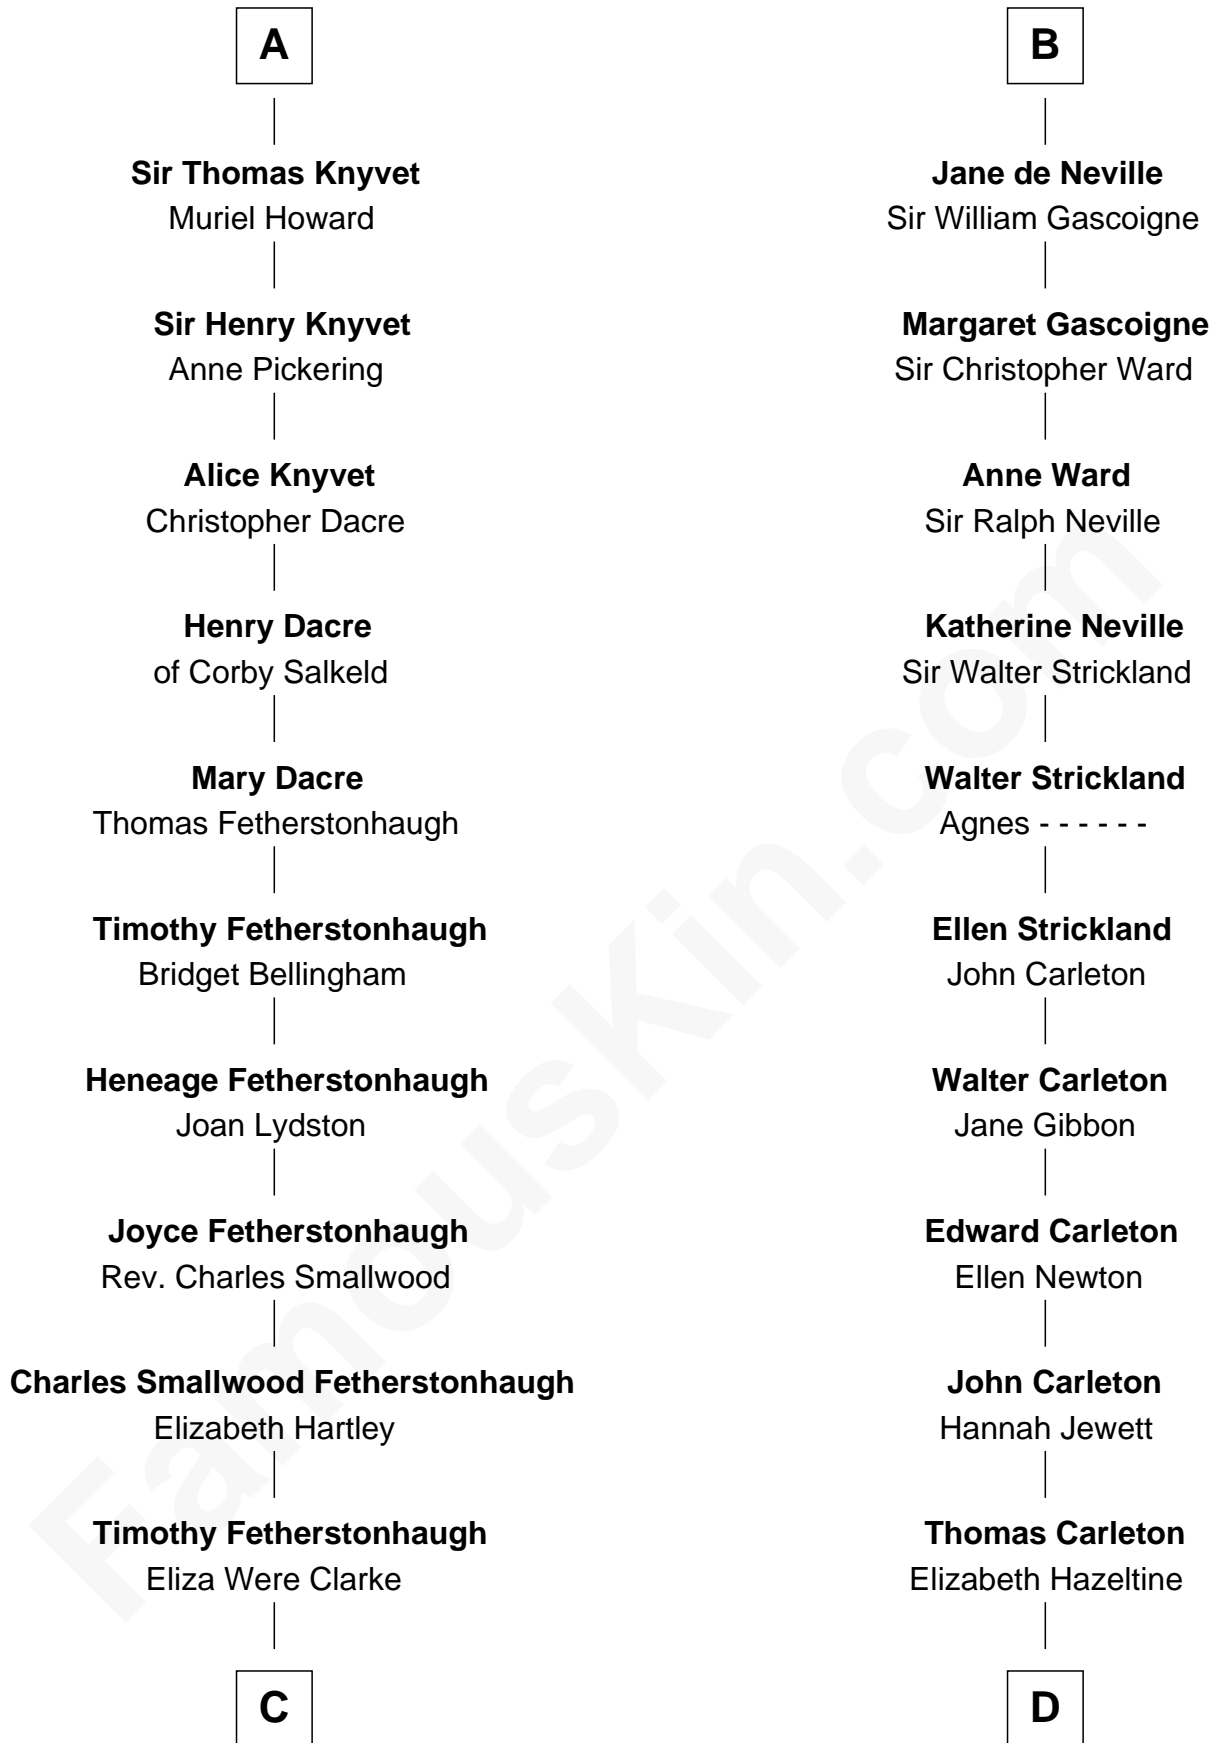 A
Sir Thomas Knyvet
Muriel Howard
Sir Henry Knyvet
Anne Pickering
Alice Knyvet
Christopher Dacre
Henry Dacre
of Corby Salkeld
Mary Dacre
Thomas Fetherstonhaugh
Timothy Fetherstonhaugh
Bridget Bellingham
Heneage Fetherstonhaugh
Joan Lydston
Joyce Fetherstonhaugh
Rev. Charles Smallwood
Charles Smallwood Fetherstonhaugh
Elizabeth Hartley
Timothy Fetherstonhaugh
Eliza Were Clarke
C
B
Jane de Neville
Sir William Gascoigne
Margaret Gascoigne
Sir Christopher Ward
Anne Ward
Sir Ralph Neville
Katherine Neville
Sir Walter Strickland
Walter Strickland
Agnes - - - - - -
Ellen Strickland
John Carleton
Walter Carleton
Jane Gibbon
Edward Carleton
Ellen Newton
John Carleton
Hannah Jewett
Thomas Carleton
Elizabeth Hazeltine
D
FamousKin.com